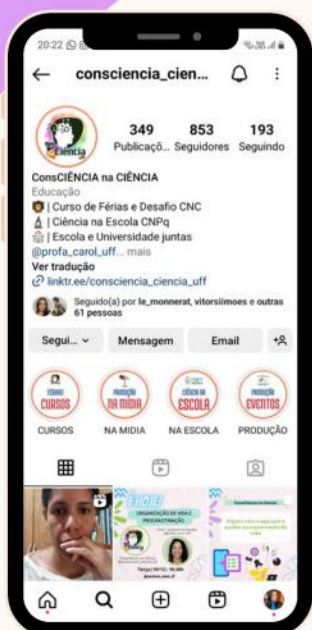 20:22
consciencia_cien...
Ciência
349 853 193
Publicaçõ... Seguidores Seguindo
ConsCIÊNCIA na CIÊNCIA
Educação
| Curso de Férias e Desafio CNC
| Ciência na Escola CNPq
| Escola e Universidade juntas
@profa_carol_uff... mais
Ver tradução
linktr.ee/consciencia_ciencia_uff
Seguido(a) por le_monnerat, vitorsiimoes e outras
61 pessoas
Segui... Mensagem Email
CURSOS
NA MÍDIA
ESCOLA
PRODUÇÃO
EVENTOS
CURSOS NA MIDIA NA ESCOLA PRODUÇÃO
É HOJE!
ORGANIZAÇÃO DE VIDA E
PROCRASTINAÇÃO